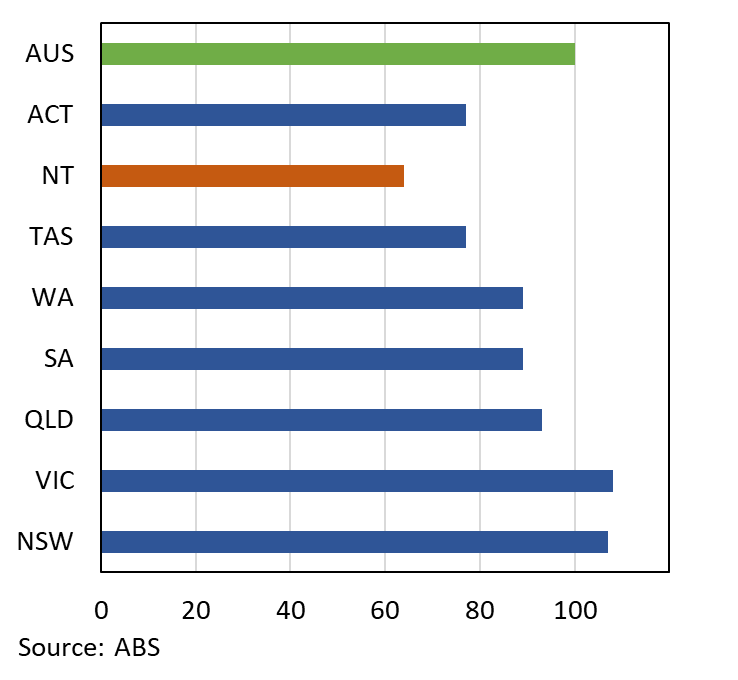 AUS
ACT
NT
TAS
WA
SA
QLD
VIC
NSW
0 20 40 60 80 100
Source: ABS